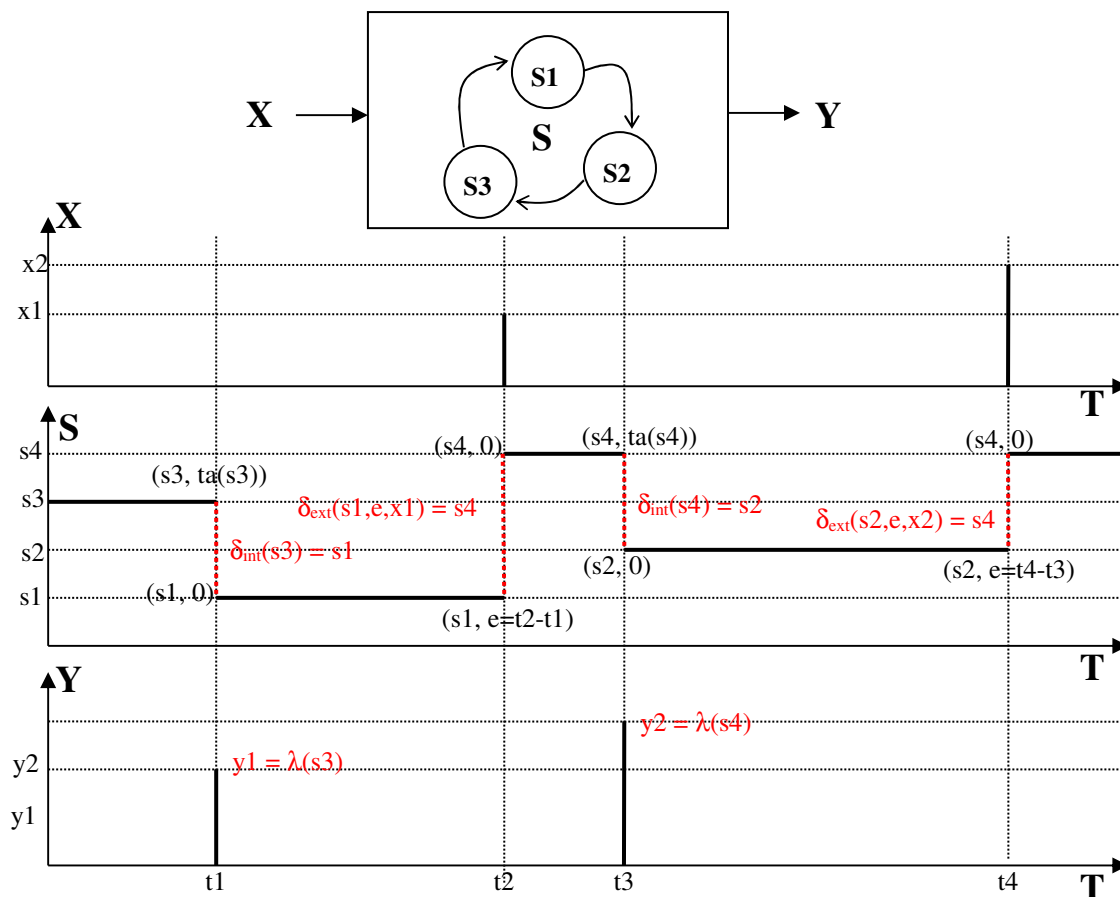 S1
X
S
Y
S3
S2
X
x2
x1
T
S
s4
(s4, 0)
(s4, ta(s4))
(s4, 0)
(s3, ta(s3))
s3
δext(s1,e,x1) = s4
δint(s4) = s2
δext(s2,e,x2) = s4
s2
δint(s3) = s1
(s2, 0)
(s2, e=t4-t3)
s1
(s1, 0)
(s1, e=t2-t1)
T
Y
y2 = λ(s4)
y2
y1 = λ(s3)
y1
t1
t2
t3
t4
T